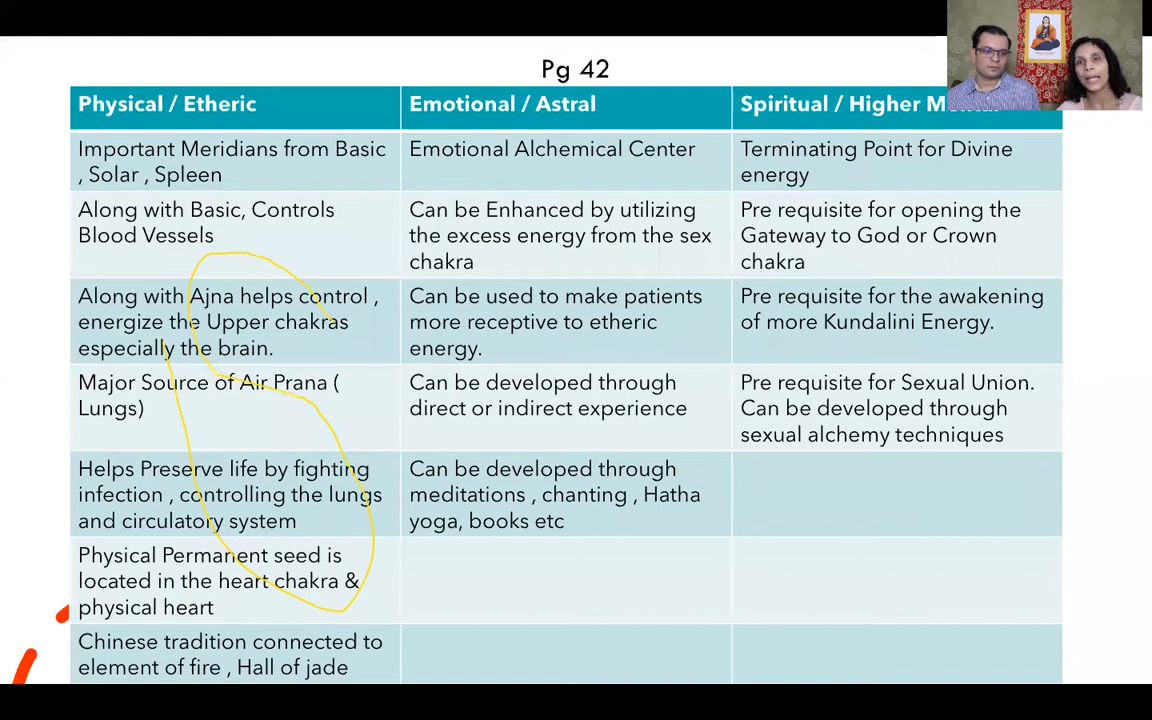 Pg 42
Physical / Etheric
Emotional / Astral
Spiritual / Higher
Important Meridians from Basic
, Solar , Spleen
Emotional Alchemical Center
Terminating Point for Divine
energy
Along with Basic, Controls
Blood Vessels
Can be Enhanced by utilizing
the excess energy from the sex
chakra
Pre requisite for opening the
Gateway to God or Crown
chakra
Along with Ajna helps control ,
energize the Upper chakras
especially the brain.
Can be used to make patients
more receptive to etheric
energy.
Pre requisite for the awakening
of more Kundalini Energy.
Major Source of Air Prana (
Lungs)
Can be developed through
direct or indirect experience
Pre requisite for Sexual Union.
Can be developed through
sexual alchemy techniques
Helps Preserve life by fighting
infection , controlling the lungs
and circulatory system
Can be developed through
meditations , chanting , Hatha
yoga, books etc
Physical Permanent seed is
located in the heart chakra &
physical heart
Chinese tradition connected to
element of fire , Hall of jade